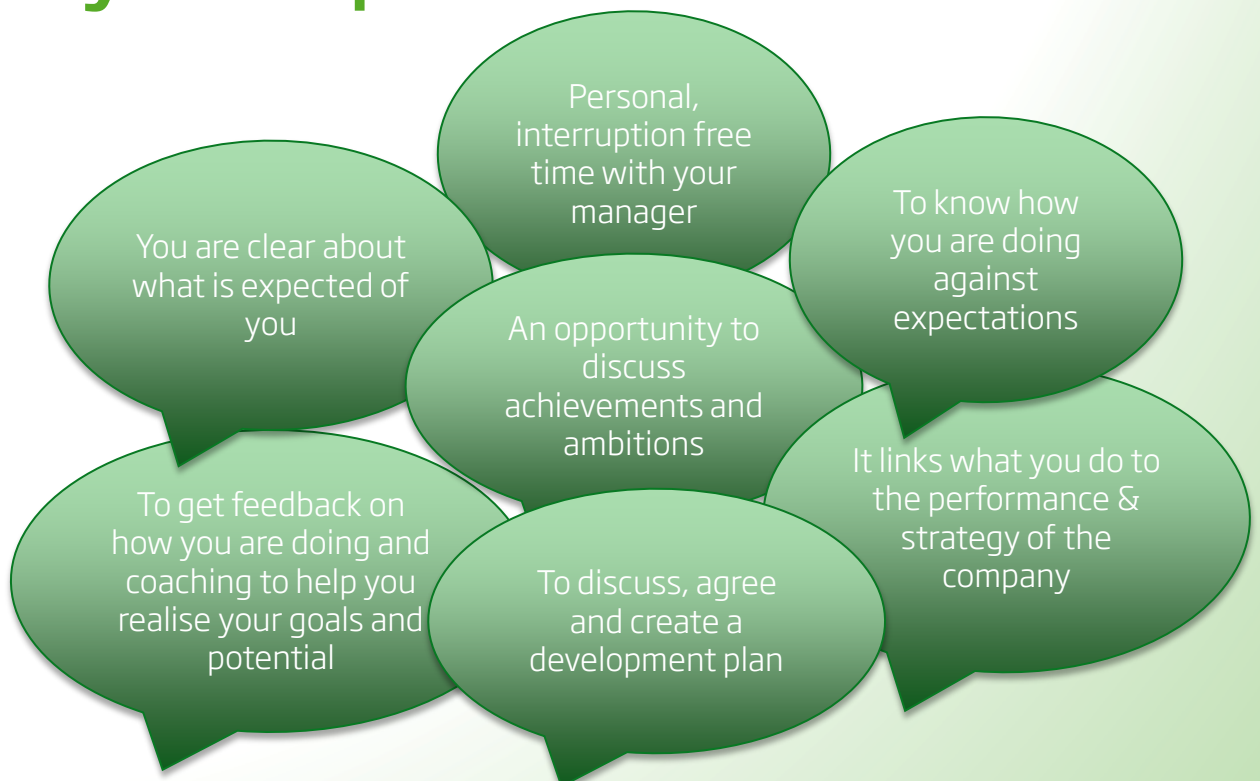 Personal,
interruption free
time with your
manager
You are clear about
what is expected of
you
To know how
you are doing
against
expectations
An opportunity to
discuss
achievements and
ambitions
To get feedback on
how you are doing and
coaching to help you
realise your goals and
potential
It links what you do to
the performance &
strategy of the
company
To discuss, agree
and create a
development plan